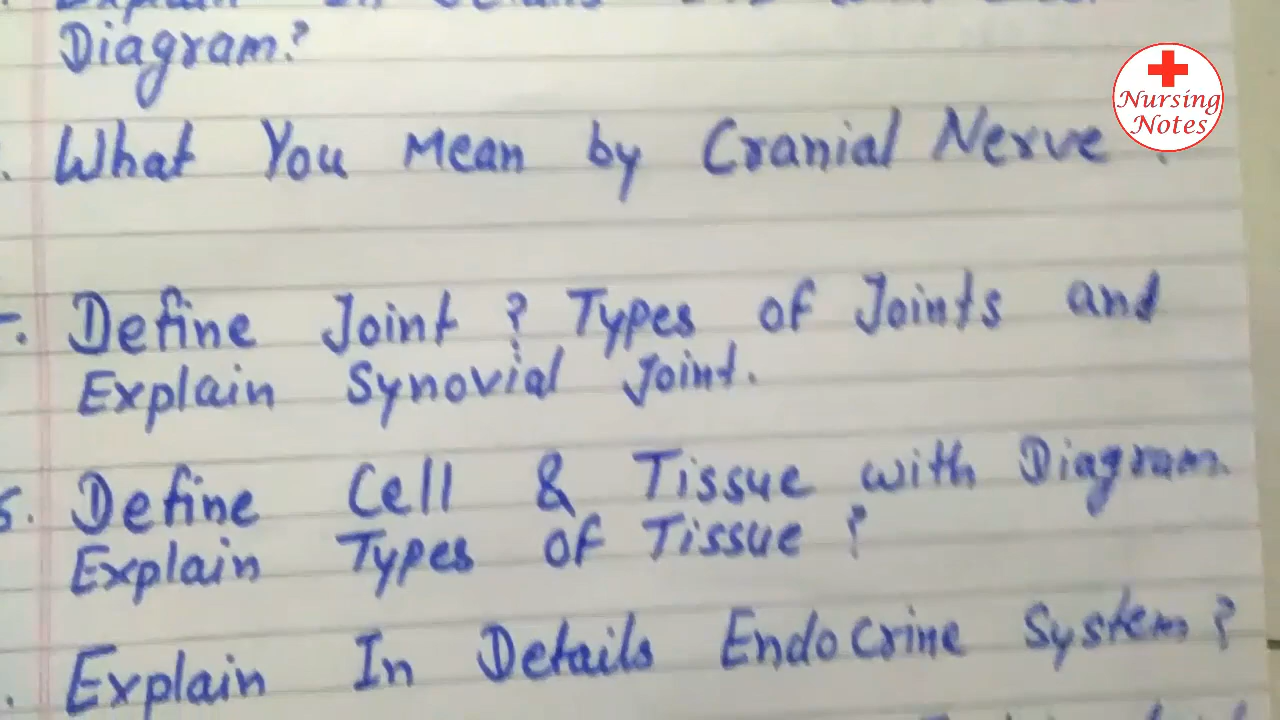 Diagram?
What You Mean by Cranial Nerve.
Nursing
Notes
Define Joint? Types of Joints and
Explain Synovial Joint.
Define Cell & Tissue with Diagram.
Explain Types of Tissue?
Explain In Details Endocrine System?